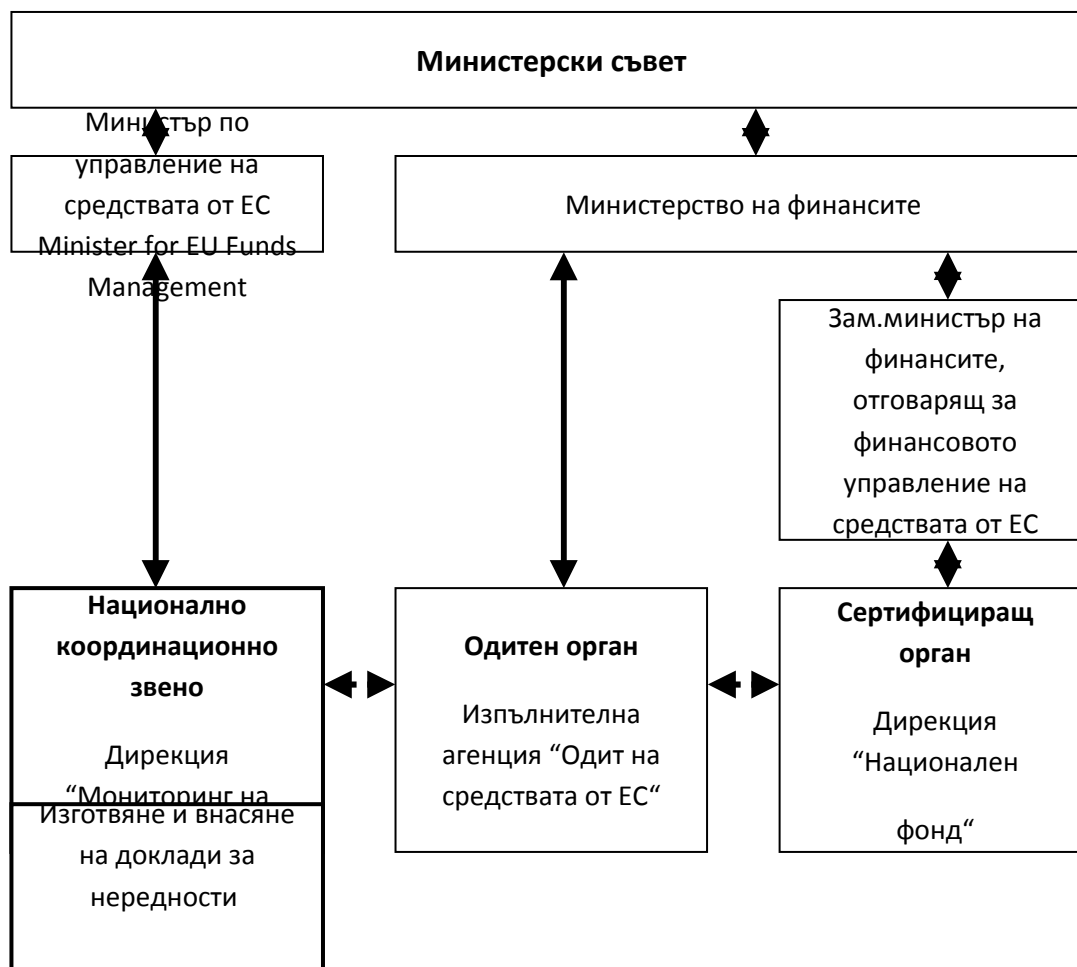 Министерски съвет
Министър по
управление на
средствата от ЕС
Minister for EU Funds
Management
Министерство на финансите
Зам.министър на
финансите,
отговарящ за
финансовото
управление на
средствата от ЕС
Национално
координационно
звено
Дирекция
“Мониторинг на
Изготвяне и внасяне
на доклади за
нередности
Одитен орган
Изпълнителна
агенция “Одит на
средствата от ЕС“
Сертифициращ
орган
Дирекция
“Национален
фонд“